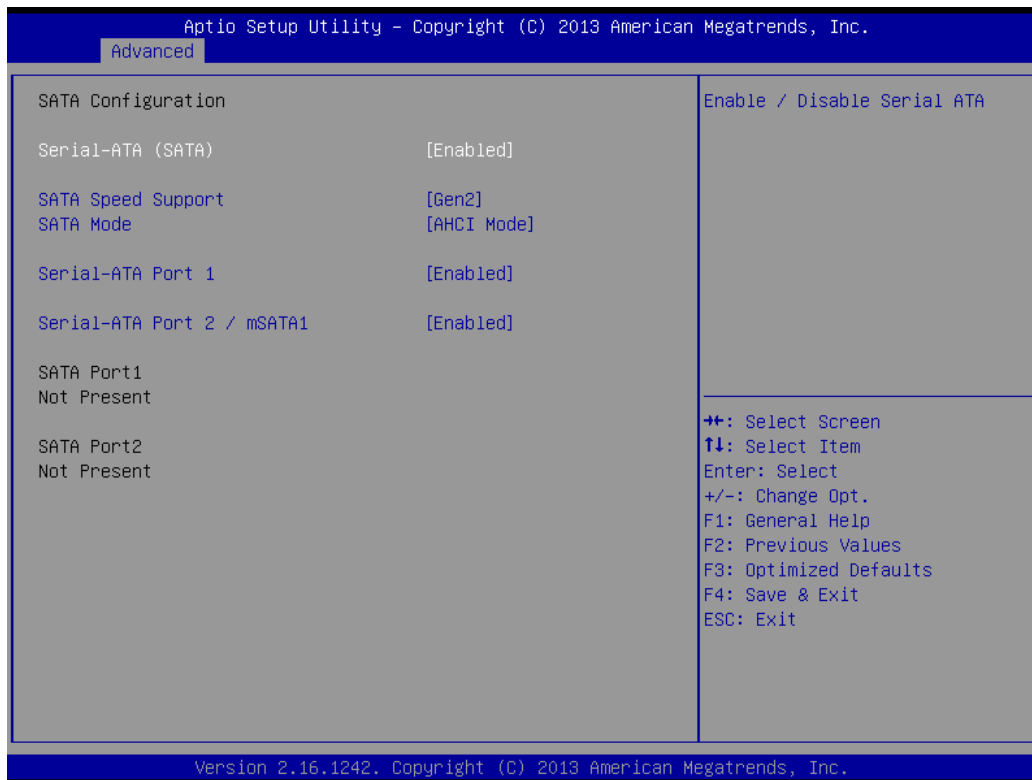 Aptio Setup Utility – Copyright (C) 2013 American Megatrends, Inc.
Advanced
SATA Configuration
Serial-ATA (SATA) [Enabled]
SATA Speed Support [Gen2]
SATA Mode [AHCI Mode]
Serial-ATA Port 1 [Enabled]
Serial-ATA Port 2 / mSATA1 [Enabled]
SATA Port1
Not Present
SATA Port2
Not Present
Enable / Disable Serial ATA
→←: Select Screen
↑↓: Select Item
Enter: Select
+/-: Change Opt.
F1: General Help
F2: Previous Values
F3: Optimized Defaults
F4: Save & Exit
ESC: Exit
Version 2.16.1242. Copyright (C) 2013 American Megatrends, Inc.